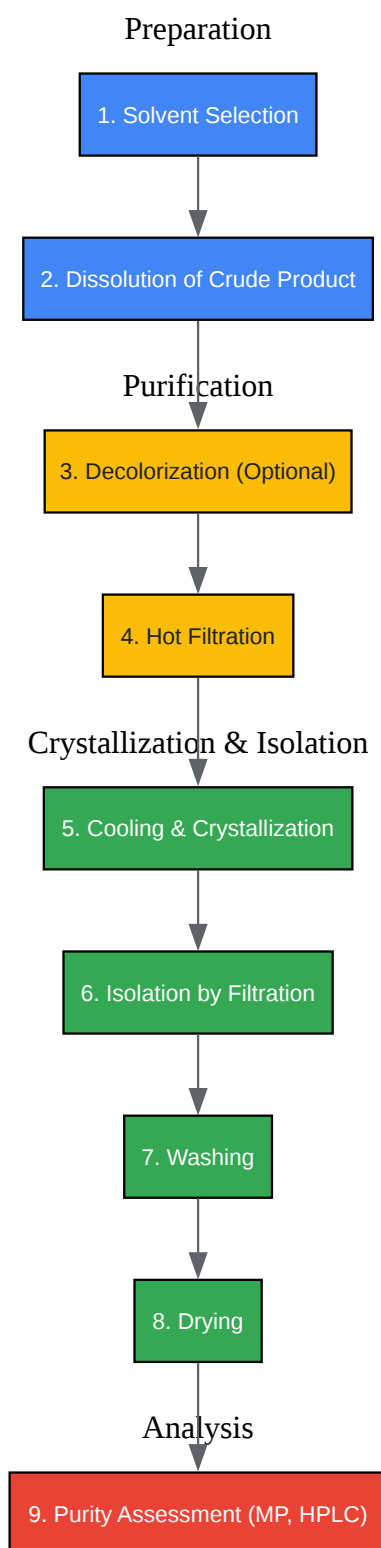 Preparation
1. Solvent Selection
2. Dissolution of Crude Product
Purification
3. Decolorization (Optional)
4. Hot Filtration
Crystallization & Isolation
5. Cooling & Crystallization
6. Isolation by Filtration
7. Washing
8. Drying
Analysis
9. Purity Assessment (MP, HPLC)